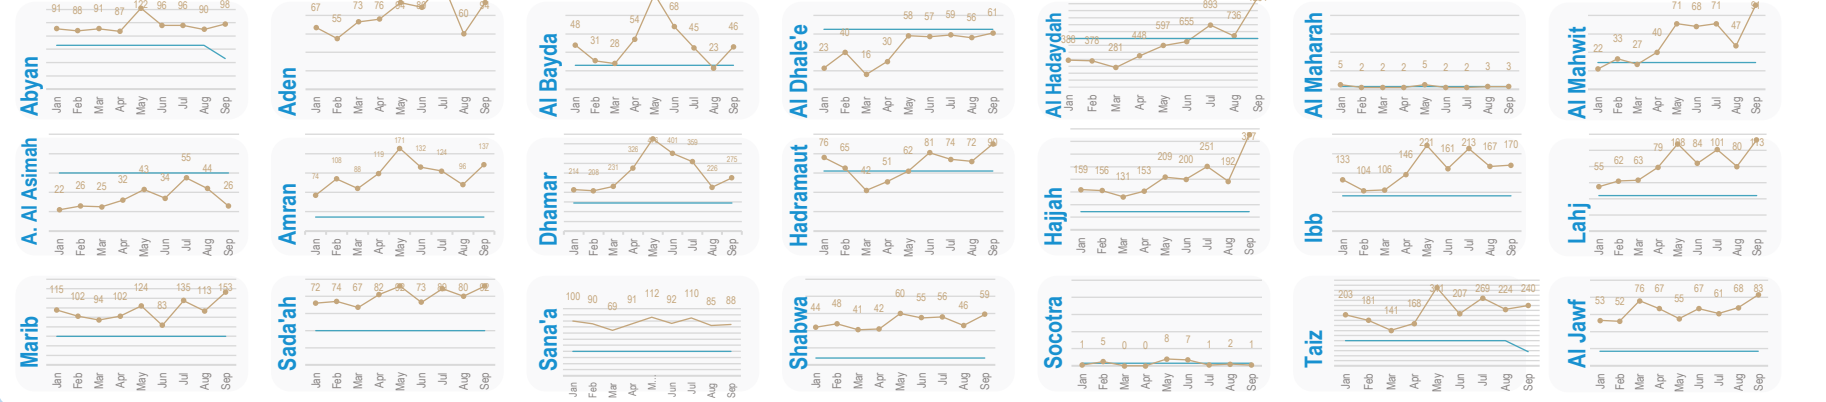 Abyan
91 88 91 87 122 96 96 90 98
Jan Feb Mar Apr May Jun Jul Aug Sep
Aden
67 55 73 76 60
Jan Feb Mar Apr May Jun Jul Aug Sep
Al Bayda
48 31 28 54 68 45 23 46
Jan Feb Mar Apr May Jun Jul Aug Sep
Al Dhale'e
23 40 16 30 58 57 59 56 61
Jan Feb Mar Apr May Jun Jul Aug Sep
Al Hadaydah
380 378 281 448 597 655 893 736
Jan Feb Mar Apr May Jun Jul Aug Sep
Al Maharah
5 2 2 2 5 2 2 3 3
Jan Feb Mar Apr May Jun Jul Aug Sep
Al Mahwit
22 33 27 40 71 68 71 47
Jan Feb Mar Apr May Jun Jul Aug Sep
A. Al Asimah
22 26 25 32 43 34 55 44 26
Jan Feb Mar Apr May Jun Jul Aug Sep
Amran
74 108 88 119 171 132 124 96 137
Jan Feb Mar Apr May Jun Jul Aug Sep
Dhamar
214 208 231 326 401 359 226 275
Jan Feb Mar Apr May Jun Jul Aug Sep
Hadramaut
76 65 42 51 62 81 74 72 90
Jan Feb Mar Apr May Jun Jul Aug Sep
Hajjah
159 156 131 153 209 200 251 192
Jan Feb Mar Apr May Jun Jul Aug Sep
Ibb
133 104 106 146 221 161 213 167 170
Jan Feb Mar Apr May Jun Jul Aug Sep
Lahj
55 62 63 79 108 84 101 80 113
Jan Feb Mar Apr May Jun Jul Aug Sep
Marib
115 102 94 102 124 83 135 113 153
Jan Feb Mar Apr May Jun Jul Aug Sep
Sada'ah
72 74 67 82 73 80
Jan Feb Mar Apr May Jun Jul Aug Sep
Sana'a
100 90 69 91 112 92 110 85 88
Jan Feb Mar Apr M... Jun Jul Aug Sep
Shabwa
44 48 41 42 60 55 56 46 59
Jan Feb Mar Apr May Jun Jul Aug Sep
Socotra
1 5 0 0 8 7 1 2 1
Jan Feb Mar Apr May Jun Jul Aug Sep
Taiz
203 181 141 168 207 269 224 240
Jan Feb Mar Apr May Jun Jul Aug Sep
Al Jawf
53 52 76 67 55 67 61 68 83
Jan Feb Mar Apr May Jun Jul Aug Sep